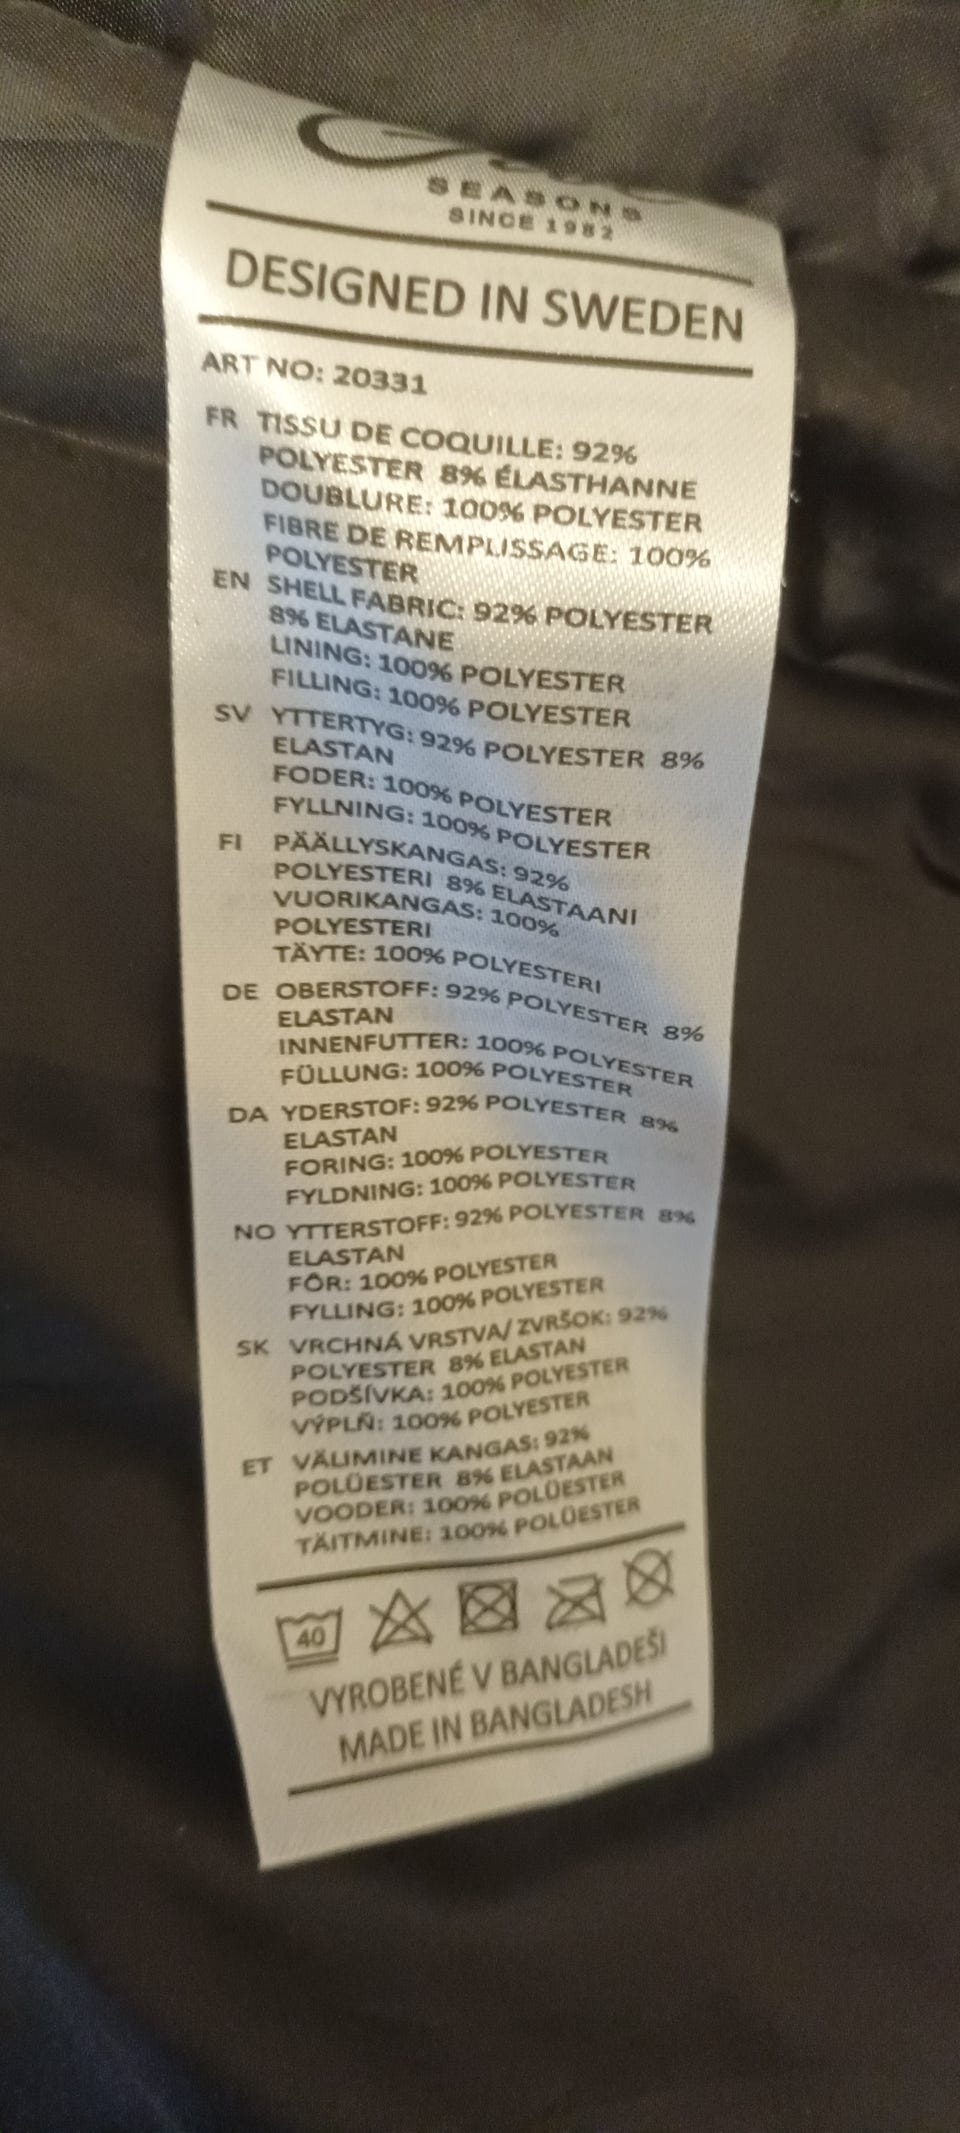 SEASONS
SINCE 1982
DESIGNED IN SWEDEN
ART NO: 20331
FR TISSU DE COQUILLE: 92%
POLYESTER 8% ÉLASTHANNE
DOUBLURE: 100% POLYESTER
FIBRE DE REMPLISSAGE: 100%
POLYESTER
EN SHELL FABRIC: 92% POLYESTER
8% ELASTANE
LINING: 100% POLYESTER
FILLING: 100% POLYESTER
SV YTTERTYG: 92% POLYESTER 8%
ELASTAN
FODER: 100% POLYESTER
FYLLNING: 100% POLYESTER
FI PÄÄLLYSKANGAS: 92%
POLYESTERI 8% ELASTAANI
VUORIKANGAS: 100%
POLYESTERI
TÄYTE: 100% POLYESTERI
DE OBERSTOFF: 92% POLYESTER 8%
ELASTAN
INNENFUTTER: 100% POLYESTER
FÜLLUNG: 100% POLYESTER
DA YDERSTOF: 92% POLYESTER 8%
ELASTAN
FORING: 100% POLYESTER
FYLDNING: 100% POLYESTER
NO YTTERSTOFF: 92% POLYESTER 8%
ELASTAN
FÔR: 100% POLYESTER
FYLLING: 100% POLYESTER
SK VRCHNÁ VRSTVA/ ZVRŠOK: 92%
POLYESTER 8% ELASTAN
PODŠÍVKA: 100% POLYESTER
VÝPLŇ: 100% POLYESTER
ET VÄLIMINE KANGAS: 92%
POLÜESTER 8% ELASTAAN
VOODER: 100% POLÜESTER
TÄITMINE: 100% POLÜESTER
40
VYROBENÉ V BANGLADEŠI
MADE IN BANGLADESH